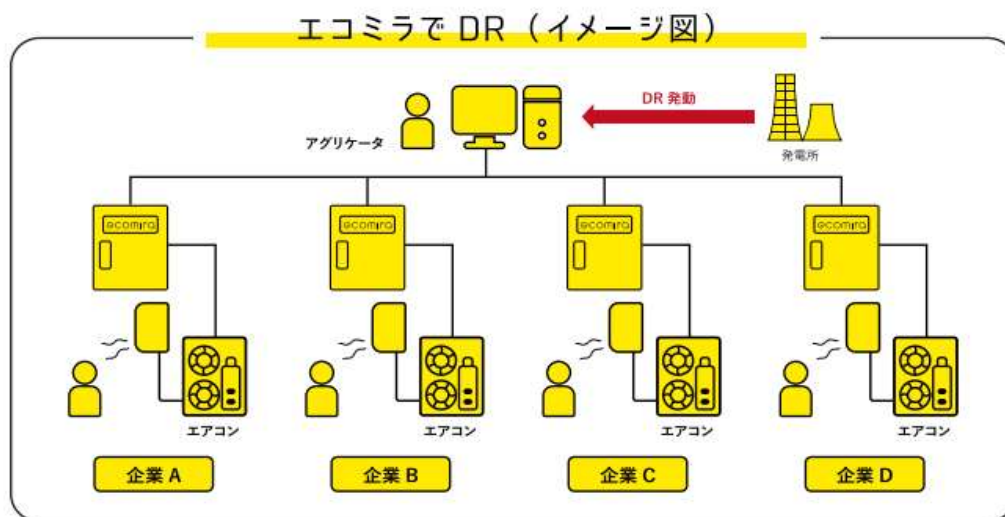 エコミラでDR（イメージ図）
DR 発動
アグリケータ
発電所
ecomira
ecomira
ecomira
ecomira
エアコン
エアコン
エアコン
エアコン
企業 A
企業 B
企業 C
企業 D